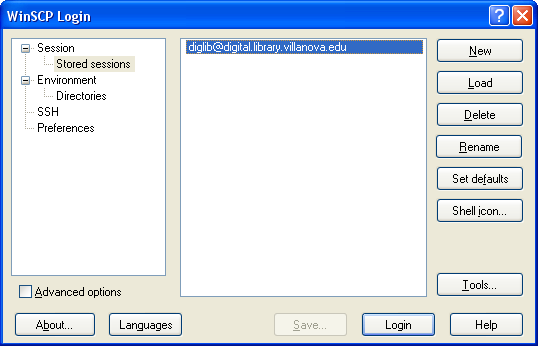 WinSCP Login
Session
Stored sessions
Environment
Directories
SSH
Preferences
Advanced options
diglib@digital.library.villanova.edu
New
Load
Delete
Rename
Set defaults
Shell icon...
Tools...
About...
Languages
Save...
Login
Help